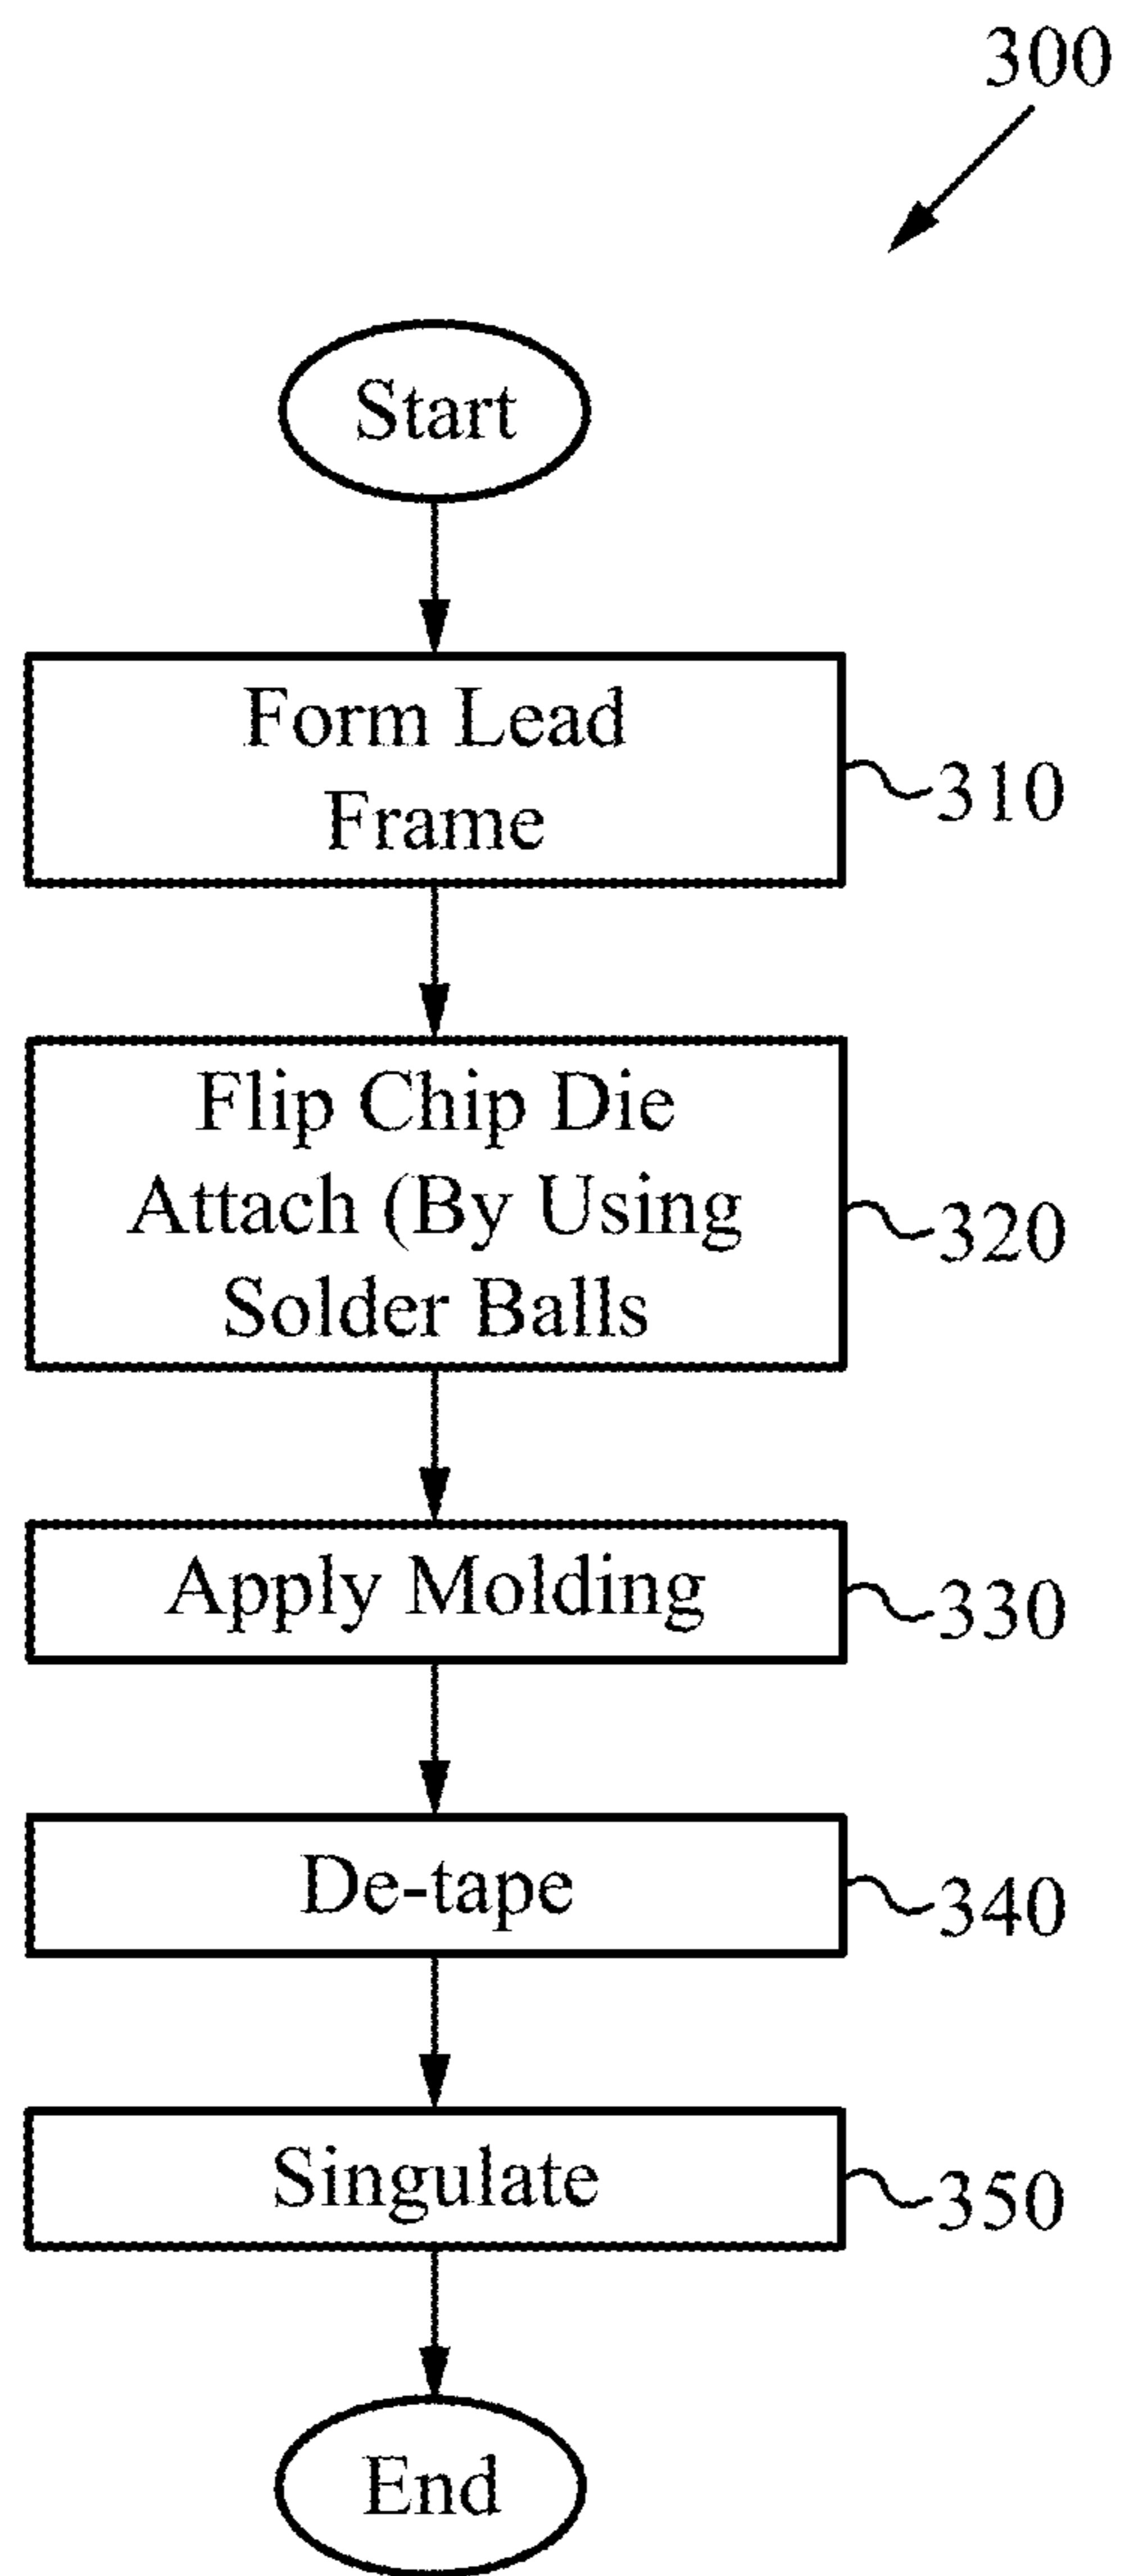 300
Start
Form Lead
Frame
310
Flip Chip Die
Attach (By Using
Solder Balls
320
Apply Molding
330
De-tape
340
Singulate
350
End